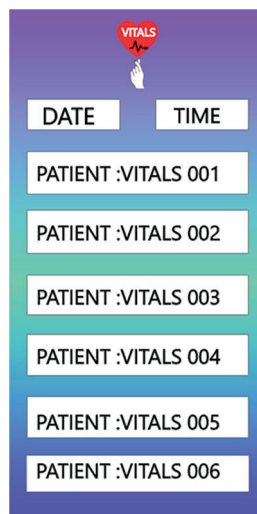 VITALS
DATE TIME
PATIENT :VITALS 001
PATIENT :VITALS 002
PATIENT :VITALS 003
PATIENT :VITALS 004
PATIENT :VITALS 005
PATIENT :VITALS 006